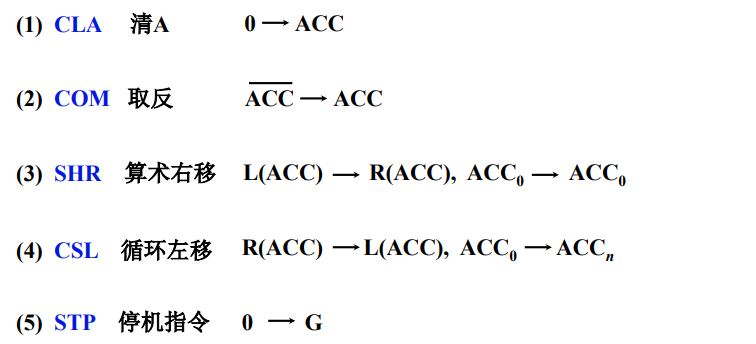 (1) CLA 清A 0 → ACC
(2) COM 取反 A̅C̅C̅ → ACC
(3) SHR 算术右移 L(ACC) → R(ACC), ACC₀ → ACC₀
(4) CSL 循环左移 R(ACC) → L(ACC), ACC₀ → ACCₙ
(5) STP 停机指令 0 → G